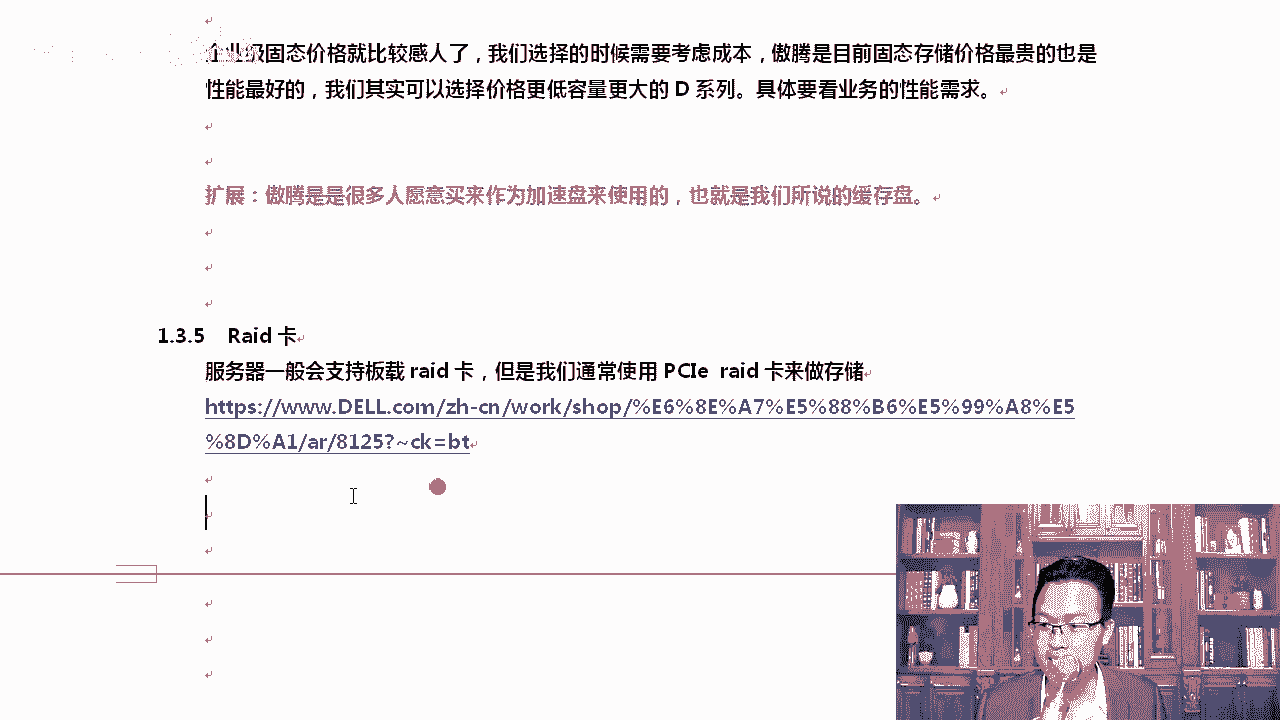 企业级固态价格就比较感人了，我们选择的时候需要考虑成本，傲腾是目前固态存储价格最贵的也是
性能最好的，我们其实可以选择价格更低容量更大的 D 系列。具体要看业务的性能需求。
扩展：傲腾是是很多人愿意买来作为加速盘来使用的，也就是我们所说的缓存盘。
1.3.5 Raid 卡
服务器一般会支持板载 raid 卡，但是我们通常使用 PCIe raid 卡来做存储
https://www.DELL.com/zh-cn/work/shop/%E6%8E%A7%E5%88%B6%E5%99%A8%E5
%8D%A1/ar/8125?~ck=bt